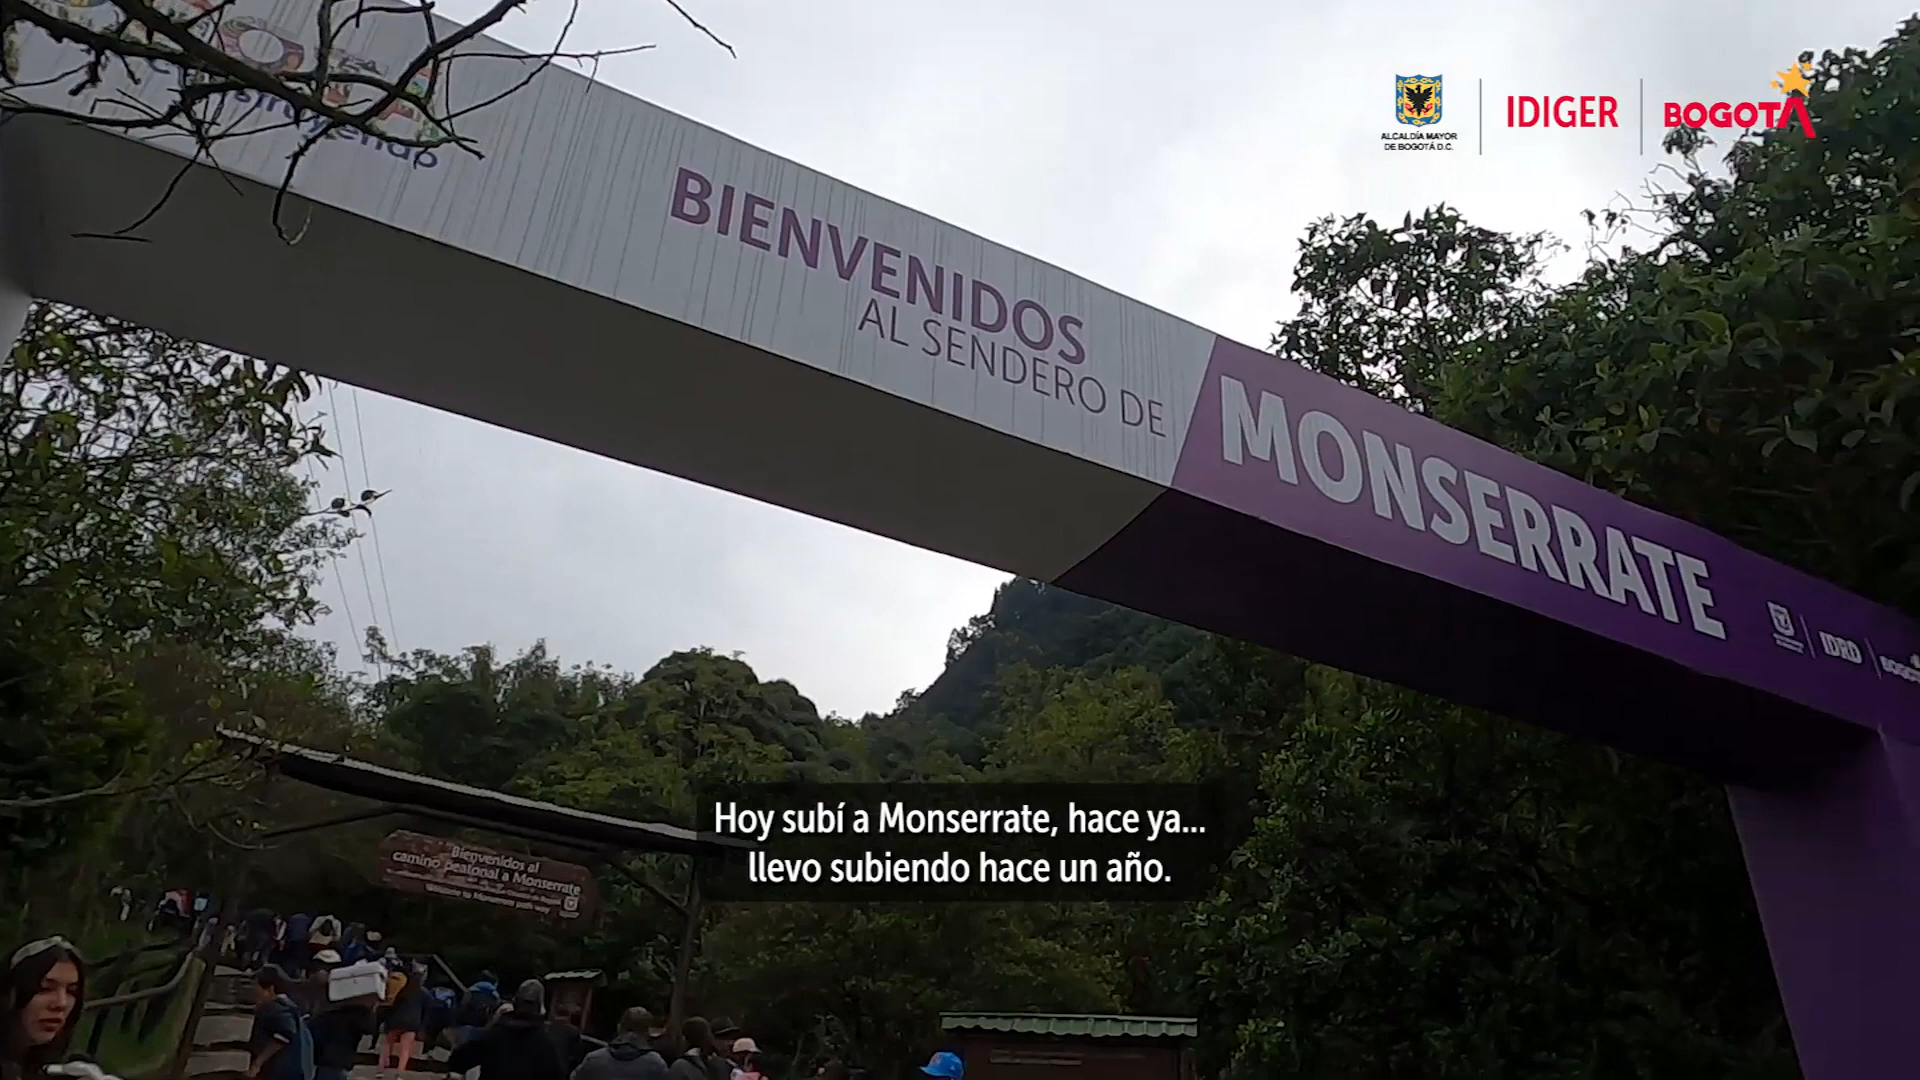 ALCALDÍA MAYOR
DE BOGOTÁ D.C.
IDIGER
BOGOTÁ
BIENVENIDOS
AL SENDERO DE
MONSERRATE
IDRD
Hoy subí a Monserrate, hace ya...
llevo subiendo hace un año.
Bienvenidos al
camino peatonal a Monserrate